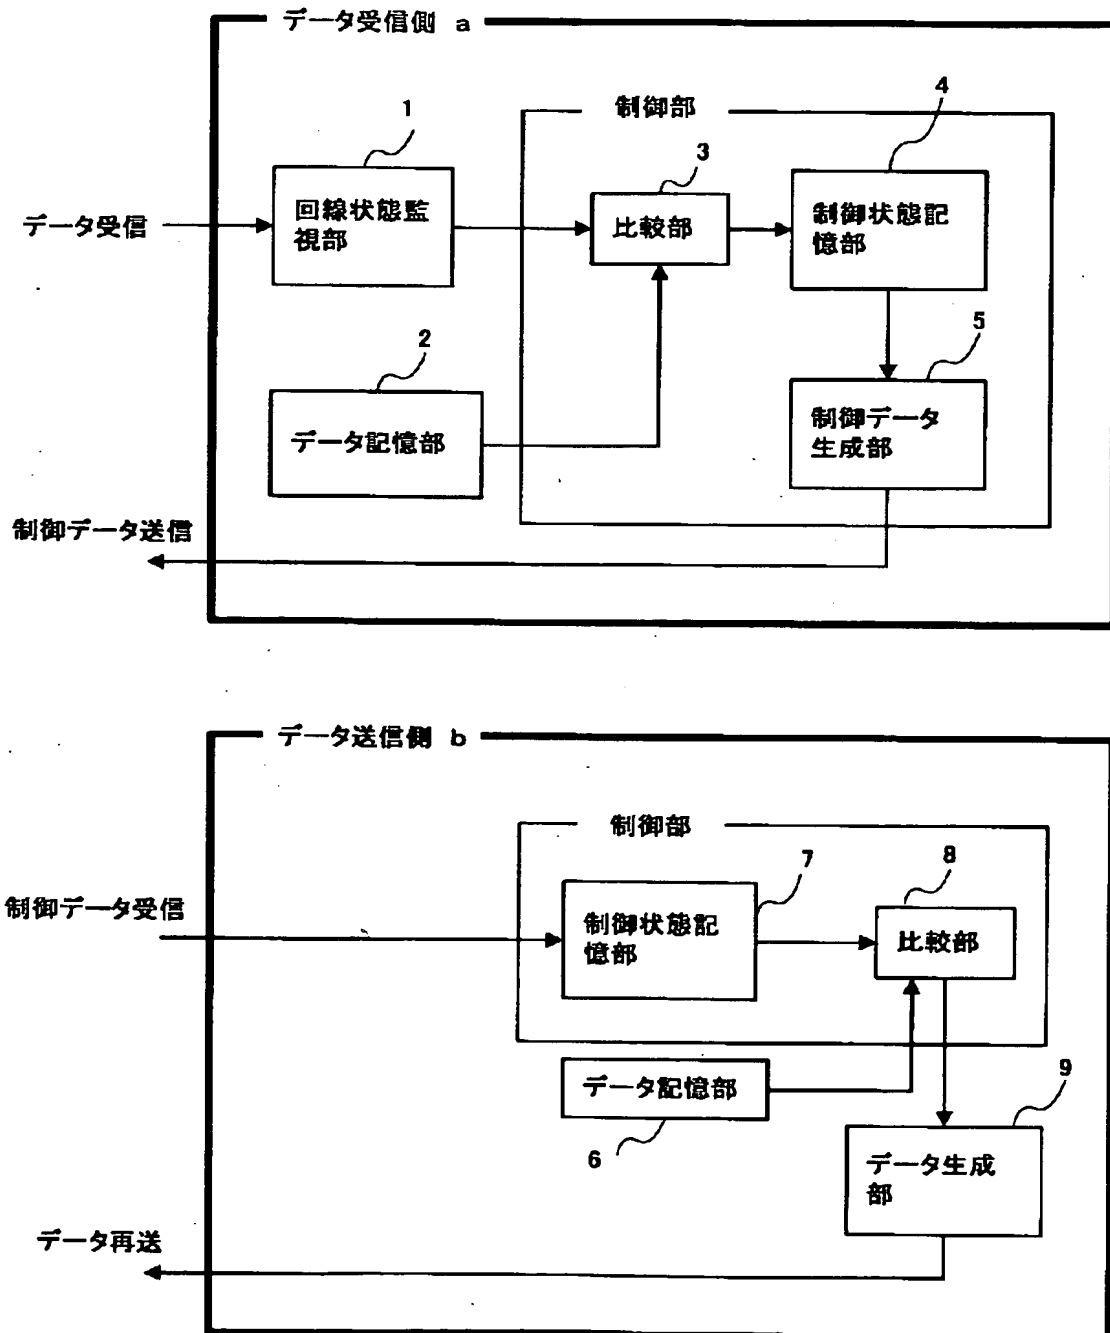 データ受信側 a
制御部
1
3
4
データ受信
回線状態監
視部
比較部
制御状態記
憶部
2
5
データ記憶部
制御データ
生成部
制御データ送信
データ送信側 b
制御部
7
8
制御データ受信
制御状態記
憶部
比較部
データ記憶部
6
9
データ生成
部
データ再送